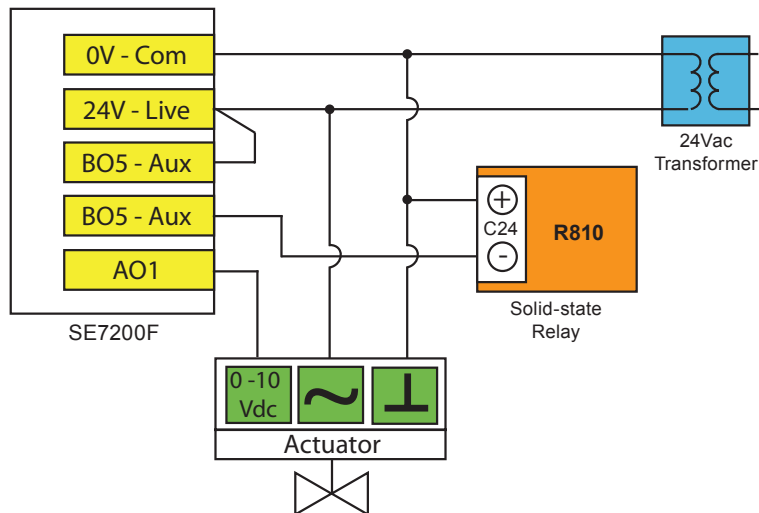 0V - Com
24V - Live
BO5 - Aux
BO5 - Aux
AO1
SE7200F
24Vac
Transformer
+
C24
-
R810
Solid-state
Relay
0 -10
Vdc
Actuator